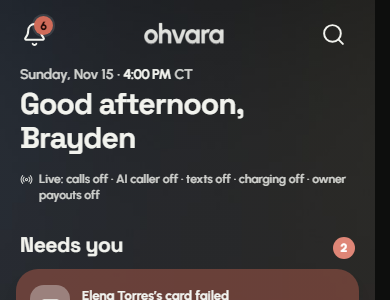 6
ohvara
Sunday, Nov 15 · 4:00 PM CT
Good afternoon,
Brayden
Live: calls off · AI caller off · texts off · charging off · owner
payouts off
Needs you
2
Elena Torres's card failed